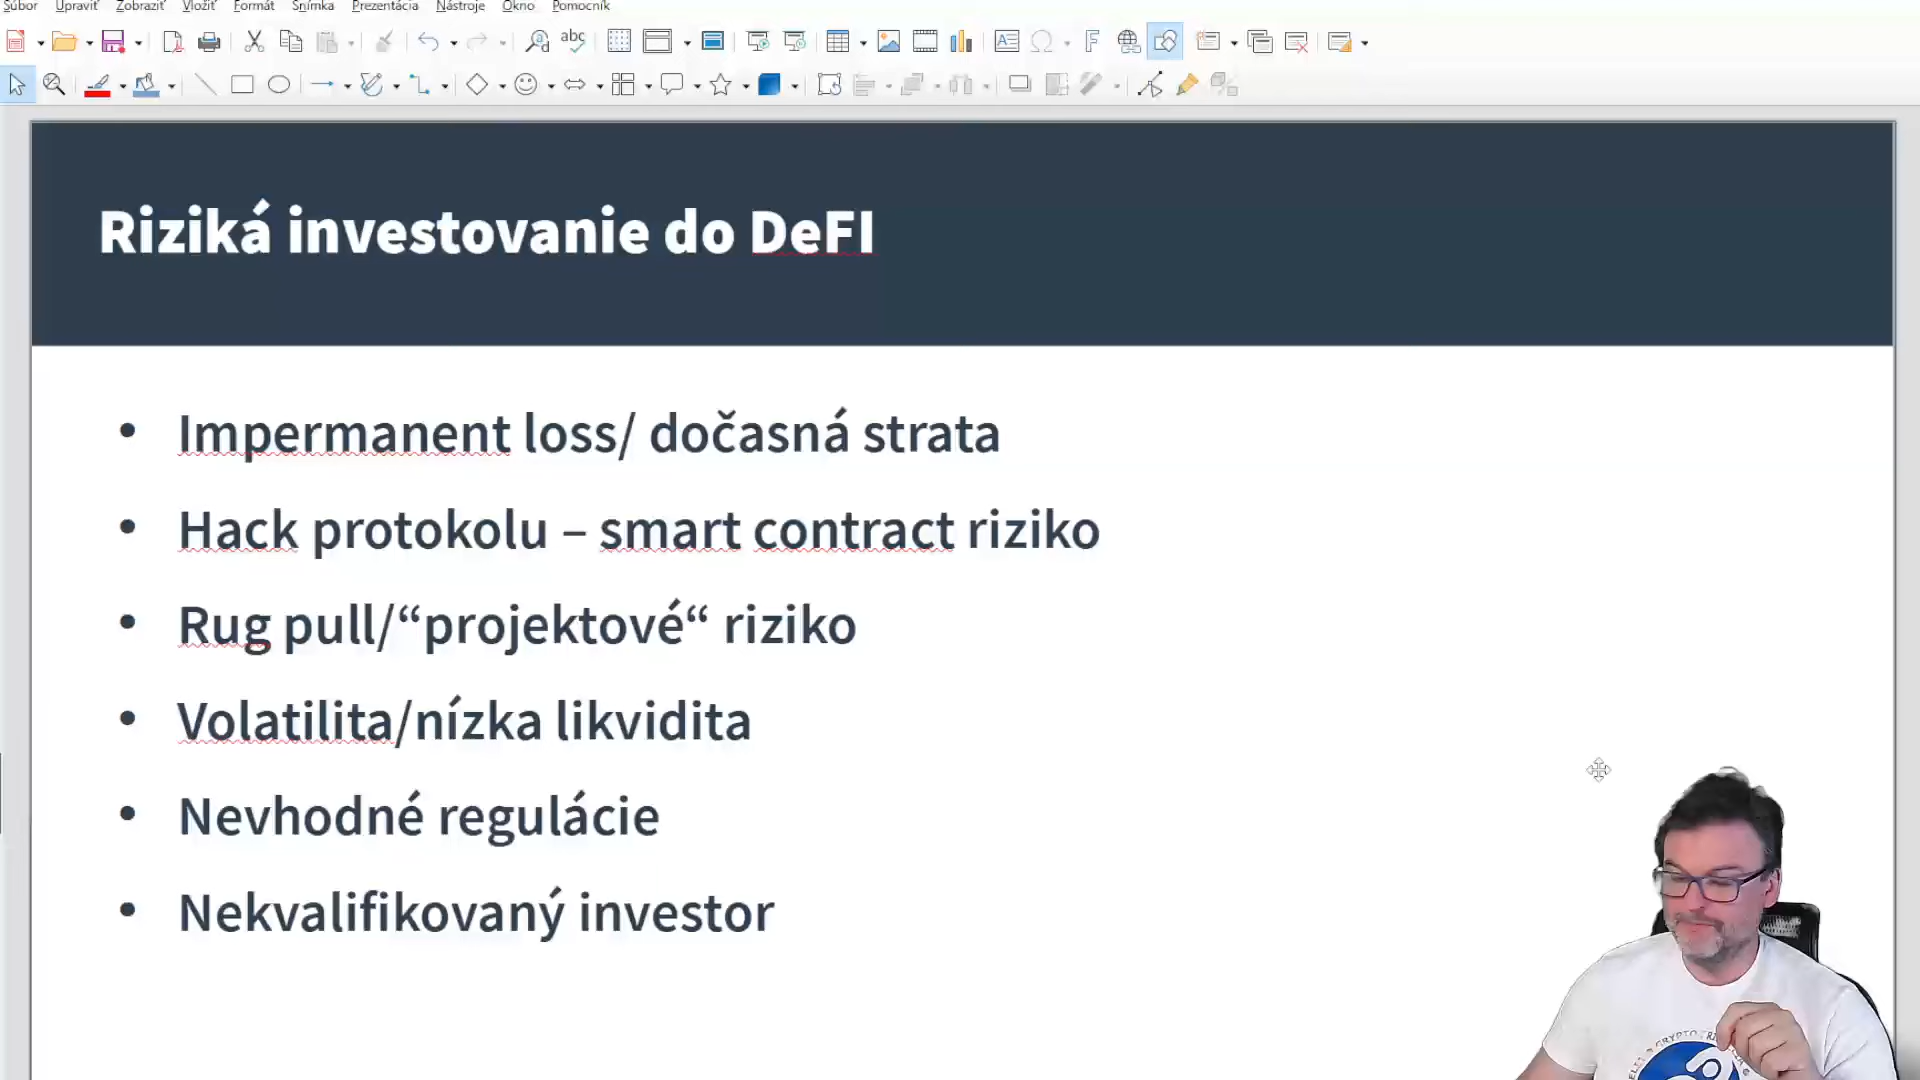 Súbor Upraviť Zobraziť Vložiť Formát Snímka Prezentácia Nástroje Okno Pomocník
Riziká investovanie do DeFI
• Impermanent loss/ dočasná strata
• Hack protokolu – smart contract riziko
• Rug pull/“projektové“ riziko
• Volatilita/nízka likvidita
• Nevhodné regulácie
• Nekvalifikovaný investor